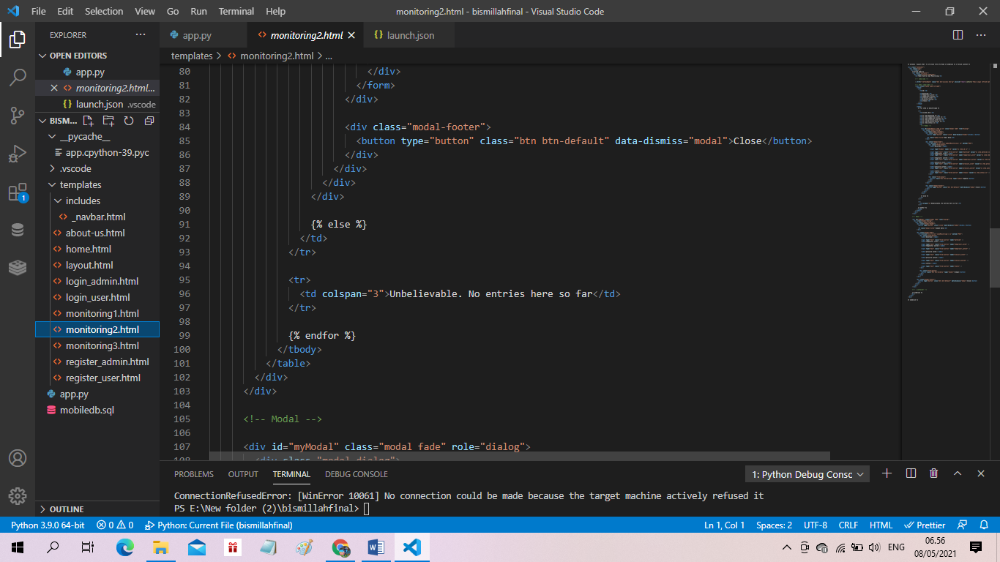 File Edit Selection View Go Run Terminal Help monitoring2.html - bismillahfinal - Visual Studio Code
EXPLORER ···
OPEN EDITORS
app.py
monitoring2.html...
launch.json .vscode
BISM...
__pycache__
app.cpython-39.pyc
.vscode
templates
includes
_navbar.html
about-us.html
home.html
layout.html
login_admin.html
login_user.html
monitoring1.html
monitoring2.html
monitoring3.html
register_admin.html
register_user.html
app.py
mobiledb.sql
OUTLINE
1
app.py monitoring2.html launch.json
templates > monitoring2.html > ...
80 </div>
81 </form>
82 </div>
83
84 <div class="modal-footer">
85 <button type="button" class="btn btn-default" data-dismiss="modal">Close</button>
86 </div>
87 </div>
88 </div>
89 </div>
90
91 {% else %}
92 </td>
93 </tr>
94
95 <tr>
96 <td colspan="3">Unbelievable. No entries here so far</td>
97 </tr>
98
99 {% endfor %}
100 </tbody>
101 </table>
102 </div>
103 </div>
104
105 <!-- Modal -->
106
107 <div id="myModal" class="modal fade" role="dialog">
108 <div class="modal-dialog">
PROBLEMS OUTPUT TERMINAL DEBUG CONSOLE 1: Python Debug Consc
ConnectionRefusedError: [WinError 10061] No connection could be made because the target machine actively refused it
PS E:\New folder (2)\bismillahfinal>
Python 3.9.0 64-bit 0 0 Python: Current File (bismillahfinal) Ln 1, Col 1 Spaces: 2 UTF-8 CRLF HTML Prettier
ENG
06.56
08/05/2021